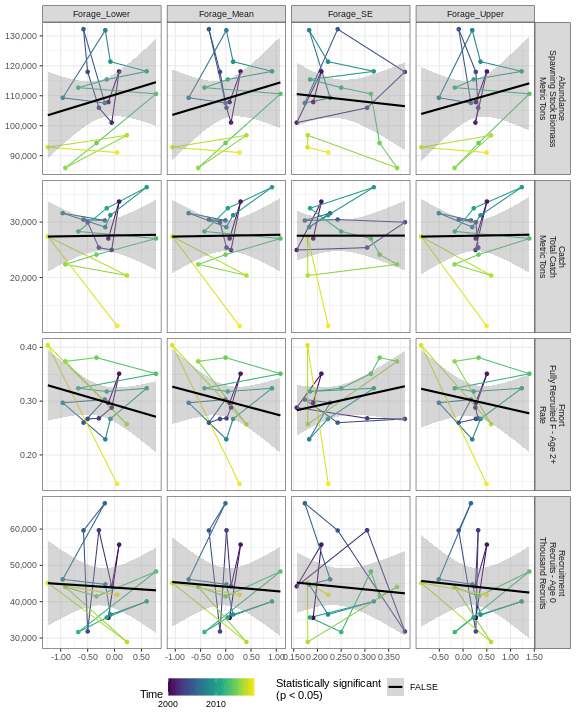 Forage_Lower
Forage_Mean
Forage_SE
Forage_Upper
130,000
120,000
110,000
100,000
90,000
Abundance
Spawning Stock Biomass
Metric Tons
30,000
20,000
Catch
Total Catch
Metric Tons
0.40
0.30
0.20
Fmort
Fully Recruited F - Age 2+
Rate
60,000
50,000
40,000
30,000
Recruitment
Recruits - Age 0
Thousand Recruits
-1.00 -0.50 0.00 0.50
-1.00 -0.50 0.00 0.50 1.00
0.150 0.200 0.250 0.300 0.350
-0.50 0.00 0.50 1.00 1.50
Time
2000 2010
Statistically significant
(p < 0.05)
FALSE